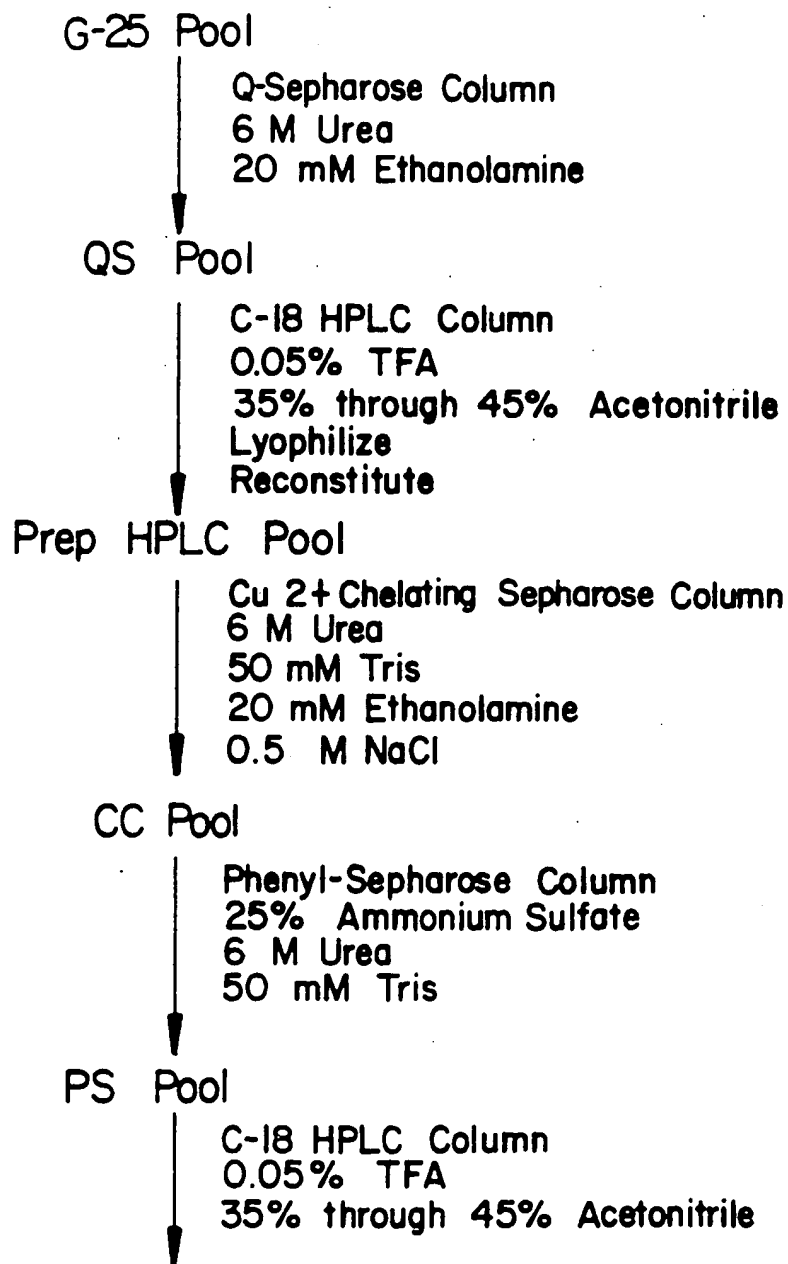 G-25 Pool
Q-Sepharose Column
6 M Urea
20 mM Ethanolamine
QS Pool
C-18 HPLC Column
0.05% TFA
35% through 45% Acetonitrile
Lyophilize
Reconstitute
Prep HPLC Pool
Cu 2+ Chelating Sepharose Column
6 M Urea
50 mM Tris
20 mM Ethanolamine
0.5 M NaCl
CC Pool
Phenyl-Sepharose Column
25% Ammonium Sulfate
6 M Urea
50 mM Tris
PS Pool
C-18 HPLC Column
0.05% TFA
35% through 45% Acetonitrile